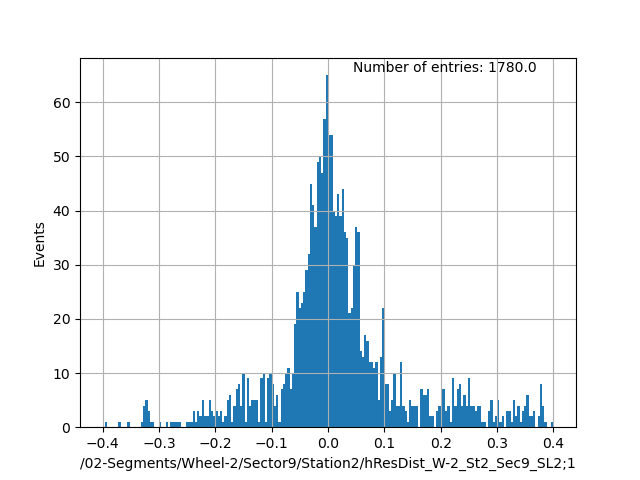 Number of entries: 1780.0
Events
60
50
40
30
20
10
0
−0.4 −0.3 −0.2 −0.1 0.0 0.1 0.2 0.3 0.4
/02-Segments/Wheel-2/Sector9/Station2/hResDist_W-2_St2_Sec9_SL2;1